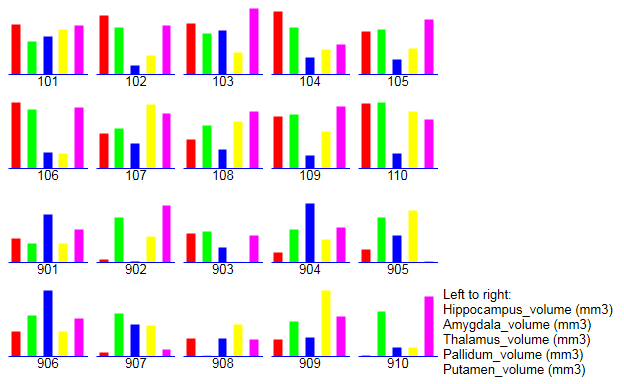 101 102 103 104 105
106 107 108 109 110
901 902 903 904 905
906 907 908 909 910
Left to right:
Hippocampus_volume (mm3)
Amygdala_volume (mm3)
Thalamus_volume (mm3)
Pallidum_volume (mm3)
Putamen_volume (mm3)